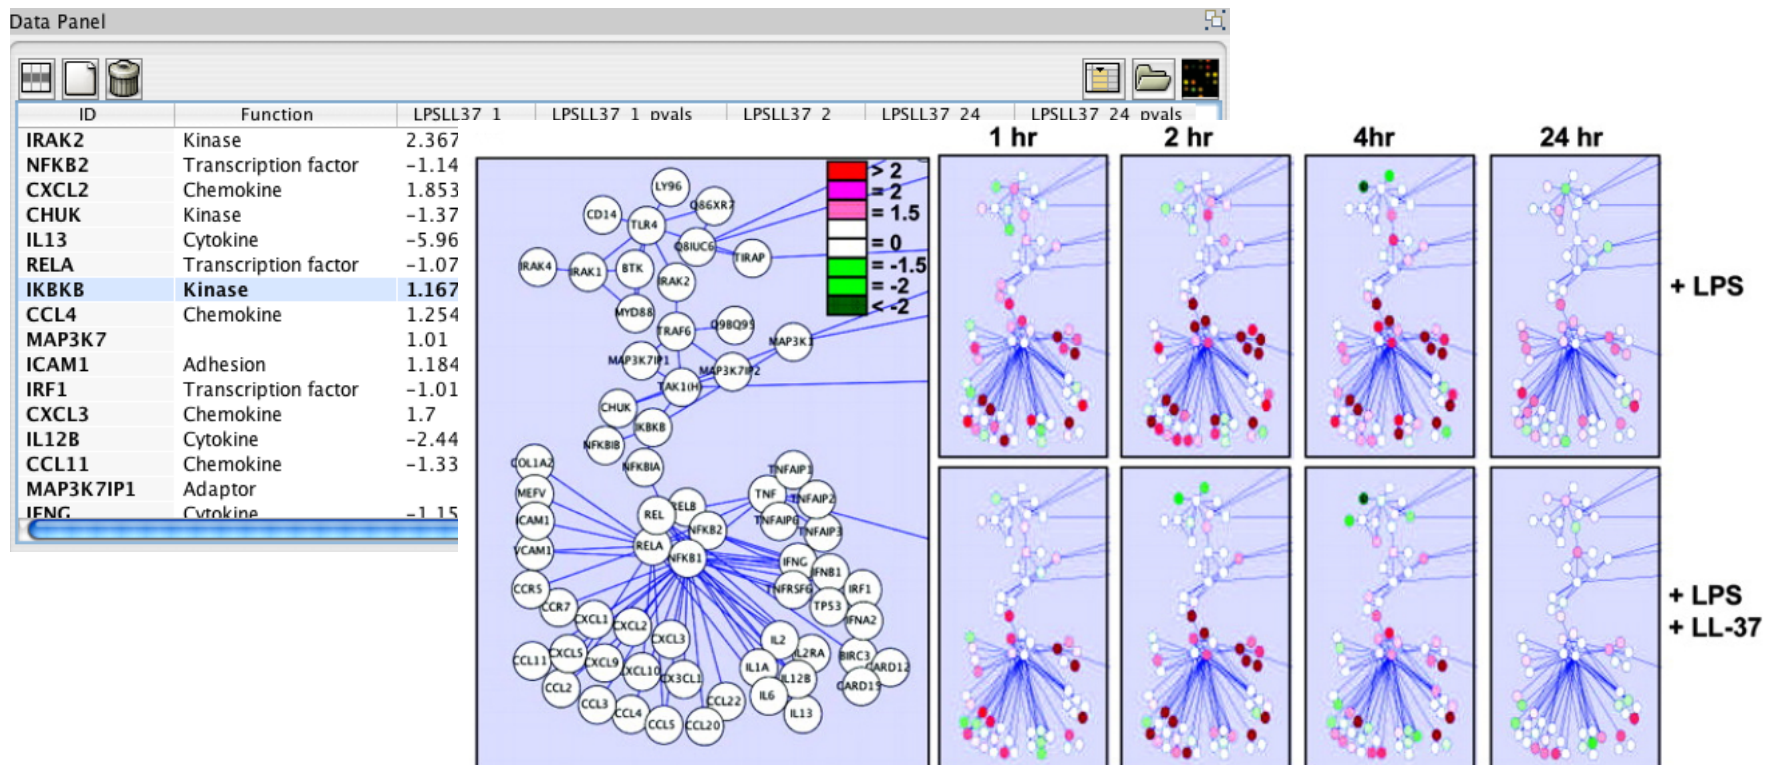 Data Panel
ID Function LPSLL37_1 LPSLL37_1_pvals LPSLL37_2 LPSLL37_24 LPSLL37_24_pvals
IRAK2 Kinase 2.367
NFKB2 Transcription factor -1.14
CXCL2 Chemokine 1.853
CHUK Kinase -1.37
IL13 Cytokine -5.96
RELA Transcription factor -1.07
IKBKB Kinase 1.167
CCL4 Chemokine 1.254
MAP3K7 1.01
ICAM1 Adhesion 1.184
IRF1 Transcription factor -1.01
CXCL3 Chemokine 1.7
IL12B Cytokine -2.44
CCL11 Chemokine -1.33
MAP3K7IP1 Adaptor
IFNG Cytokine -1.15
1 hr 2 hr 4hr 24 hr
> 2
= 2
= 1.5
= 0
= -1.5
= -2
< -2
LY96
CD14
Q86XR7
TLR4
Q8IUC6
TIRAP
IRAK4
IRAK1
BTK
IRAK2
MYD88
TRAF6
Q9BQ95
MAP3K1
MAP3K7IP1
MAP3K7IP2
TAK1(H)
CHUK
IKBKB
NFKBIB
NFKBIA
COL1A2
MEFV
ICAM1
VCAM1
REL
RELB
NFKB2
RELA
NFKB1
TNFAIP1
TNF
TNFAIP2
TNFAIP6
TNFAIP3
IFNG
IFNB1
TNFRSF6
IRF1
TP53
IFNA2
CCR5
CCR7
CXCL1
CXCL2
CXCL3
CCL11
CXCL5
CXCL9
CXCL10
CX3CL1
CCL2
CCL3
CCL4
CCL5
CCL20
CCL22
IL2
IL2RA
IL1A
IL12B
IL6
IL13
BIRC3
CARD12
CARD15
+ LPS
+ LPS
+ LL-37